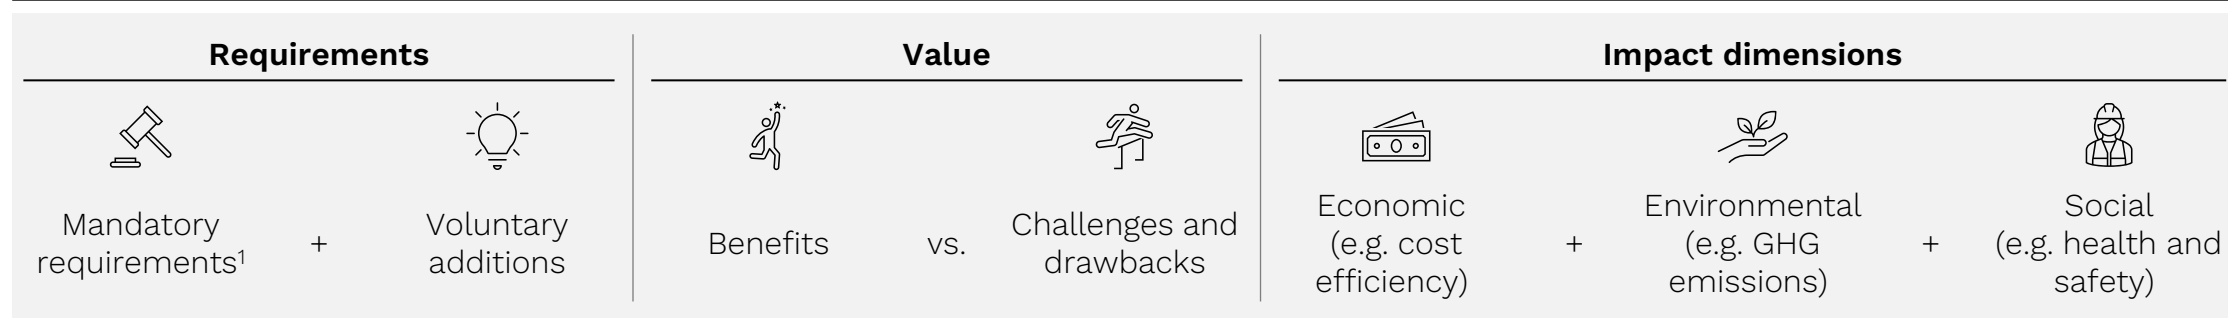 Requirements
Mandatory
requirements¹
+
Voluntary
additions
Value
Benefits
vs.
Challenges and
drawbacks
Impact dimensions
Economic
(e.g. cost
efficiency)
+
Environmental
(e.g. GHG
emissions)
+
Social
(e.g. health and
safety)